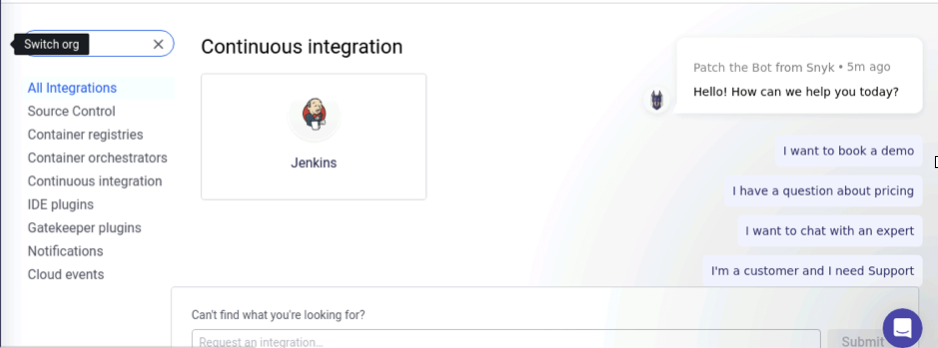 Switch org
All Integrations
Source Control
Container registries
Container orchestrators
Continuous integration
IDE plugins
Gatekeeper plugins
Notifications
Cloud events
Continuous integration
Jenkins
Patch the Bot from Snyk • 5m ago
Hello! How can we help you today?
I want to book a demo
I have a question about pricing
I want to chat with an expert
I'm a customer and I need Support
Can't find what you're looking for?
Request an integration...
Submit